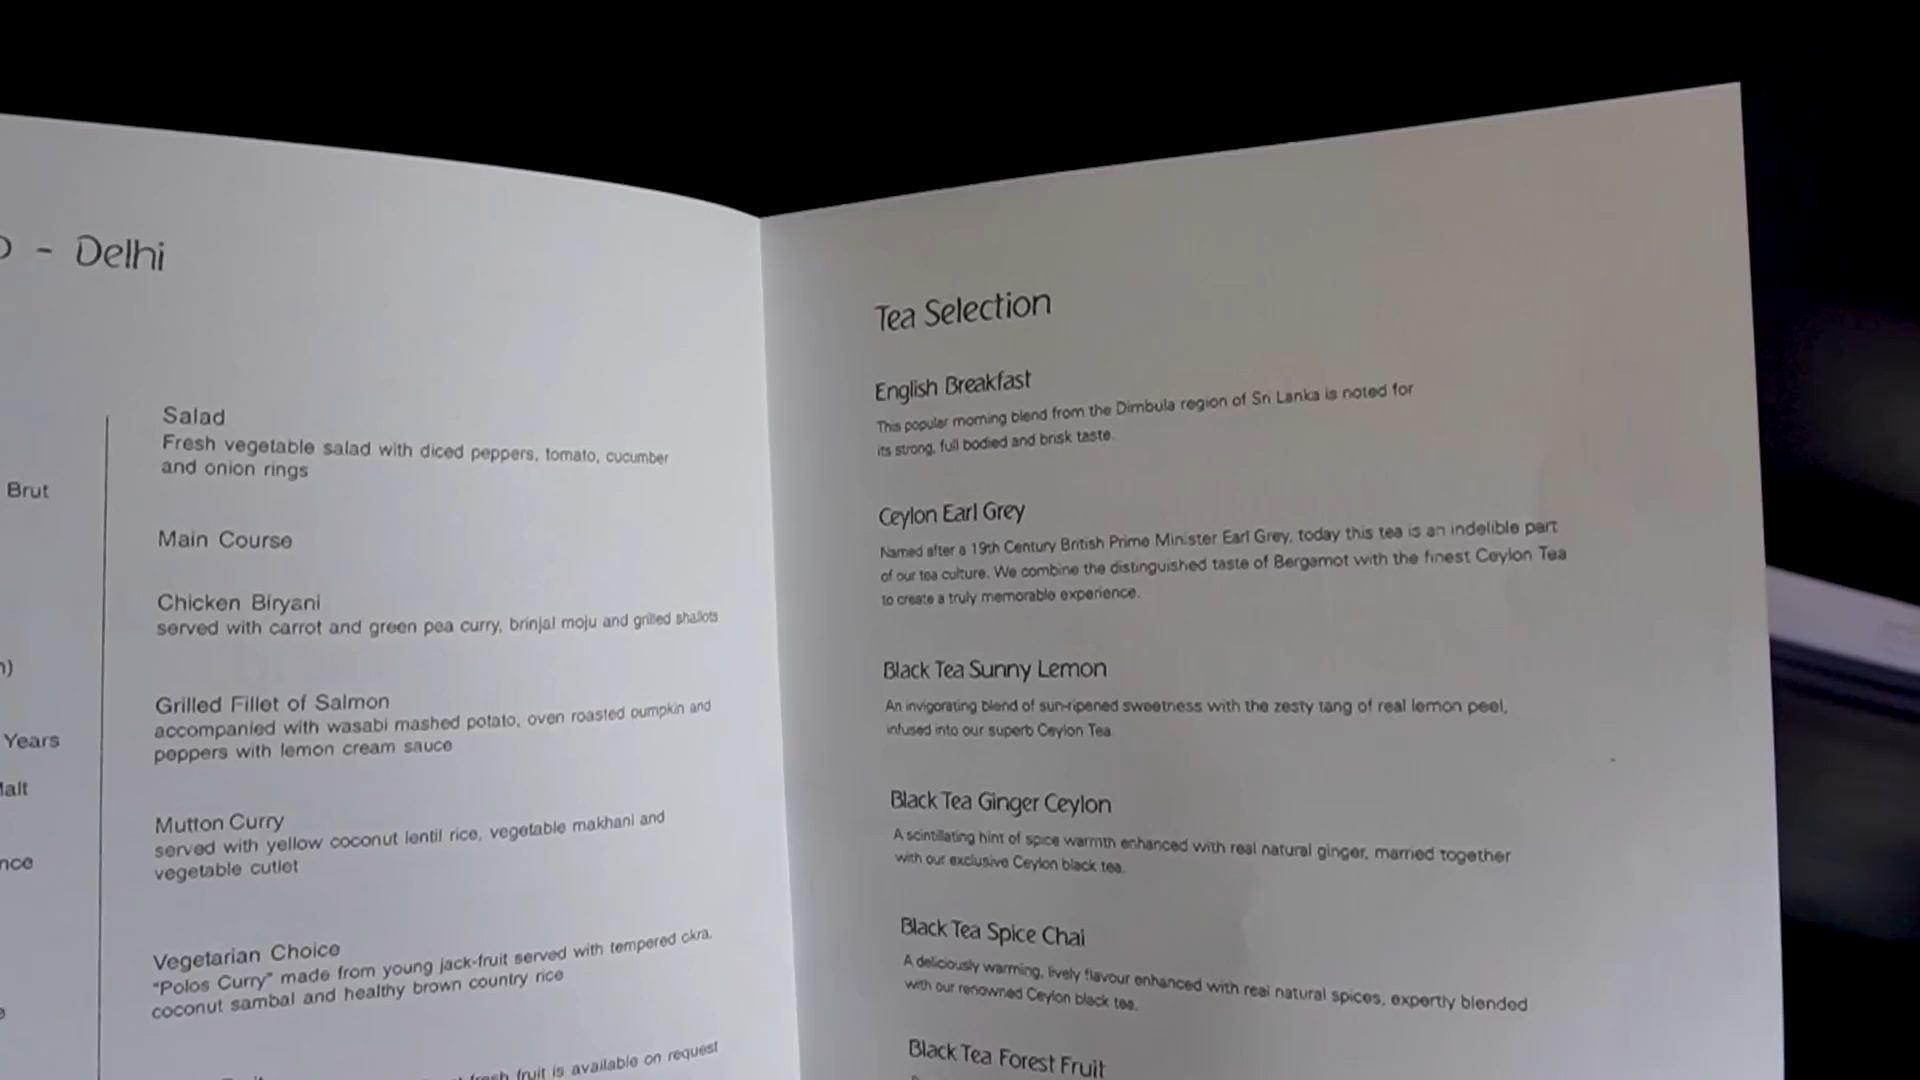 - Delhi
Brut
Years
Salad
Fresh vegetable salad with diced peppers, tomato, cucumber
and onion rings
Main Course
Chicken Biryani
served with carrot and green pea curry, brinjal moju and grilled shallots
Grilled Fillet of Salmon
accompanied with wasabi mashed potato, oven roasted pumpkin and
peppers with lemon cream sauce
Mutton Curry
served with yellow coconut lentil rice, vegetable makhani and
vegetable cutlet
Vegetarian Choice
"Polos Curry" made from young jack-fruit served with tempered okra,
coconut sambal and healthy brown country rice
fresh fruit is available on request
Tea Selection
English Breakfast
This popular morning blend from the Dimbula region of Sri Lanka is noted for
its strong, full bodied and brisk taste.
Ceylon Earl Grey
Named after a 19th Century British Prime Minister Earl Grey, today this tea is an indelible part
of our tea culture. We combine the distinguished taste of Bergamot with the finest Ceylon Tea
to create a truly memorable experience.
Black Tea Sunny Lemon
An invigorating blend of sun-ripened sweetness with the zesty tang of real lemon peel,
infused into our superb Ceylon Tea
Black Tea Ginger Ceylon
A scintillating hint of spice warmth enhanced with real natural ginger, married together
with our exclusive Ceylon black tea.
Black Tea Spice Chai
A deliciously warming, lively flavour enhanced with real natural spices, expertly blended
with our renowned Ceylon black tea.
Black Tea Forest Fruit